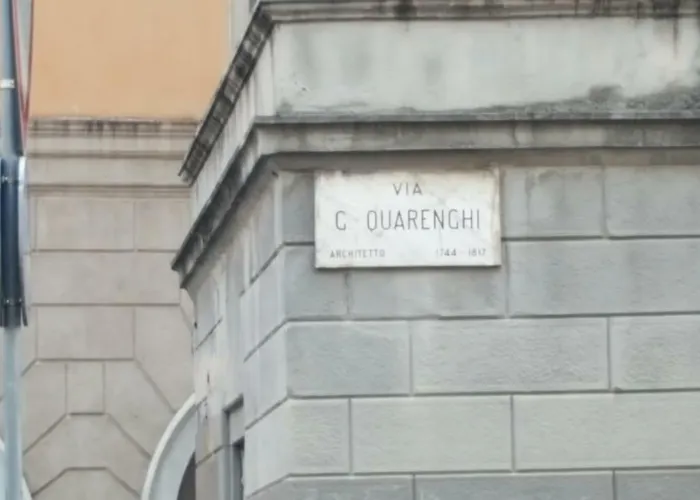 VIA
G QUARENGHI
ARCHITETTO 1744 - 1817